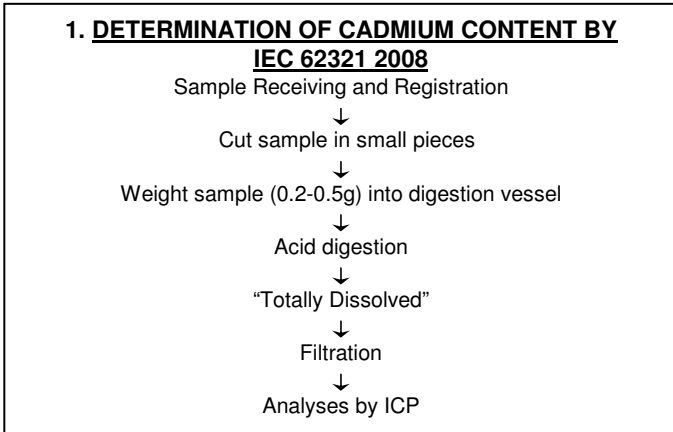 1. DETERMINATION OF CADMIUM CONTENT BY
IEC 62321 2008
Sample Receiving and Registration
↓
Cut sample in small pieces
↓
Weight sample (0.2-0.5g) into digestion vessel
↓
Acid digestion
↓
“Totally Dissolved”
↓
Filtration
↓
Analyses by ICP